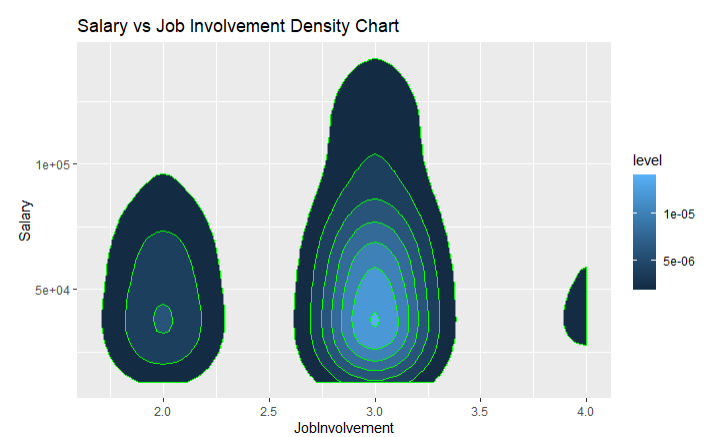 Salary vs Job Involvement Density Chart
level
1e+05
1e-05
Salary
5e-06
5e+04
2.0 2.5 3.0 3.5 4.0
JobInvolvement